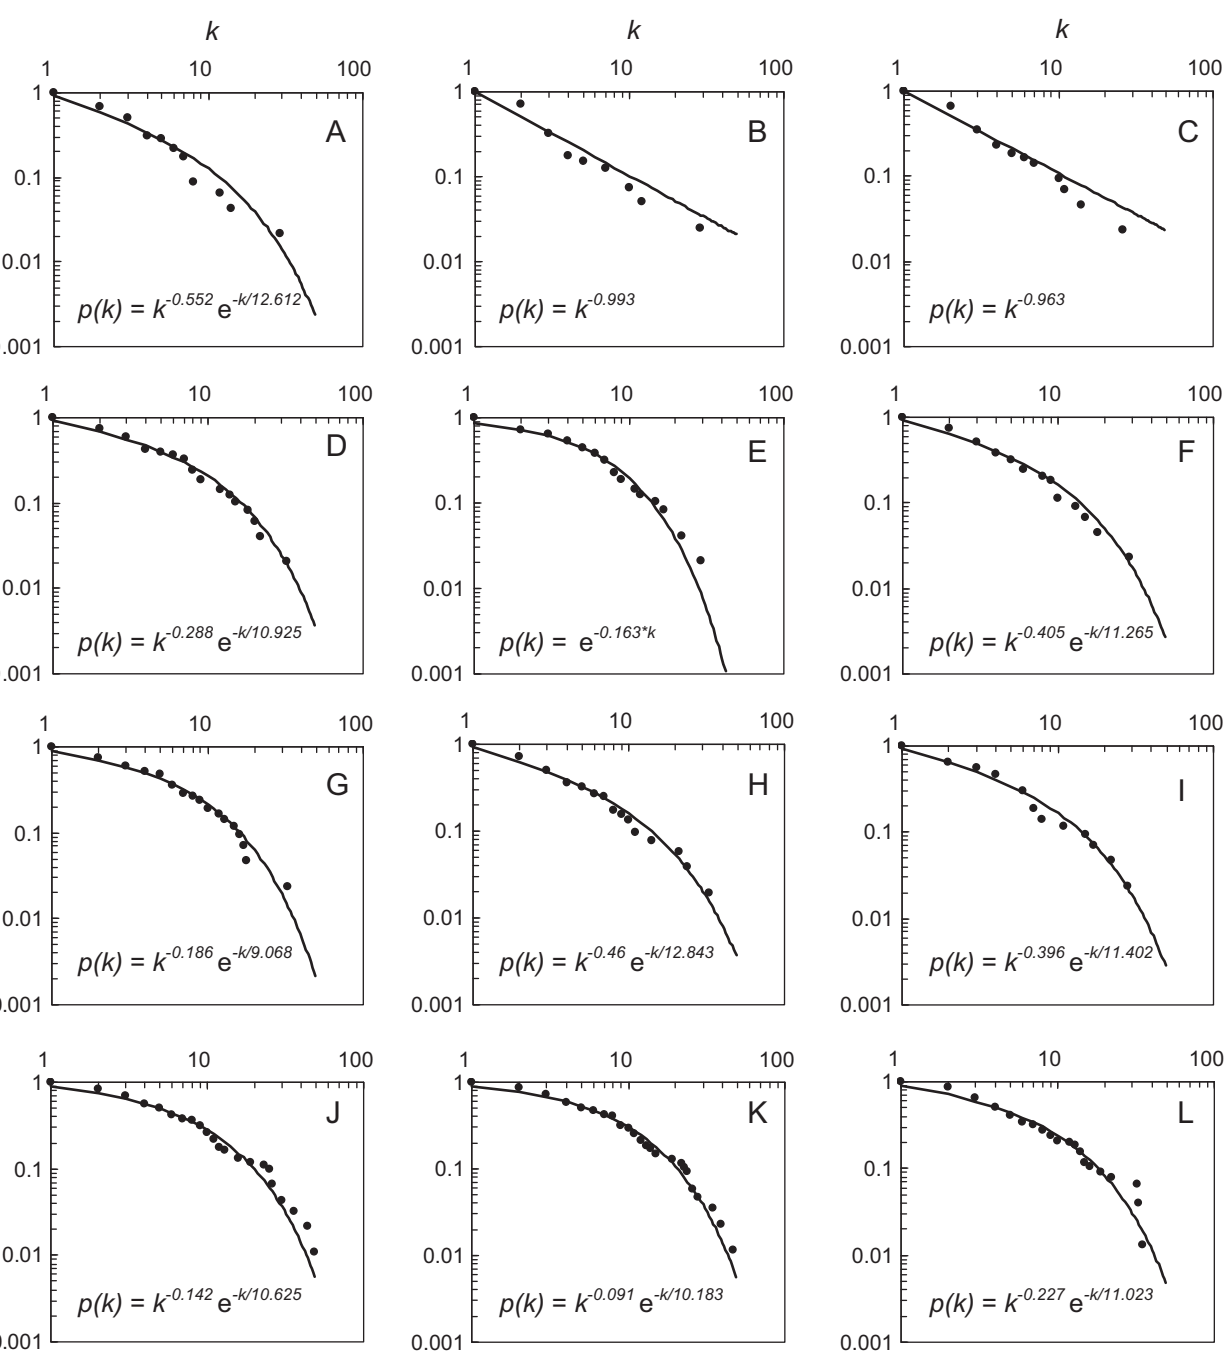 k k k
1 10 100 1 10 100 1 10 100
1 1 1
A B C
0.1 0.1 0.1
0.01 0.01 0.01
p(k) = k^-0.552 e^-k/12.612 p(k) = k^-0.993 p(k) = k^-0.963
.001 0.001 0.001
1 10 100 1 10 100 1 10 100
1 1 1
D E F
0.1 0.1 0.1
0.01 0.01 0.01
p(k) = k^-0.288 e^-k/10.925 p(k) = e^-0.163*k p(k) = k^-0.405 e^-k/11.265
.001 0.001 0.001
1 10 100 1 10 100 1 10 100
1 1 1
G H I
0.1 0.1 0.1
0.01 0.01 0.01
p(k) = k^-0.186 e^-k/9.068 p(k) = k^-0.46 e^-k/12.843 p(k) = k^-0.396 e^-k/11.402
0.001 0.001 0.001
1 10 100 1 10 100 1 10 100
1 1 1
J K L
0.1 0.1 0.1
0.01 0.01 0.01
p(k) = k^-0.142 e^-k/10.625 p(k) = k^-0.091 e^-k/10.183 p(k) = k^-0.227 e^-k/11.023
0.001 0.001 0.001